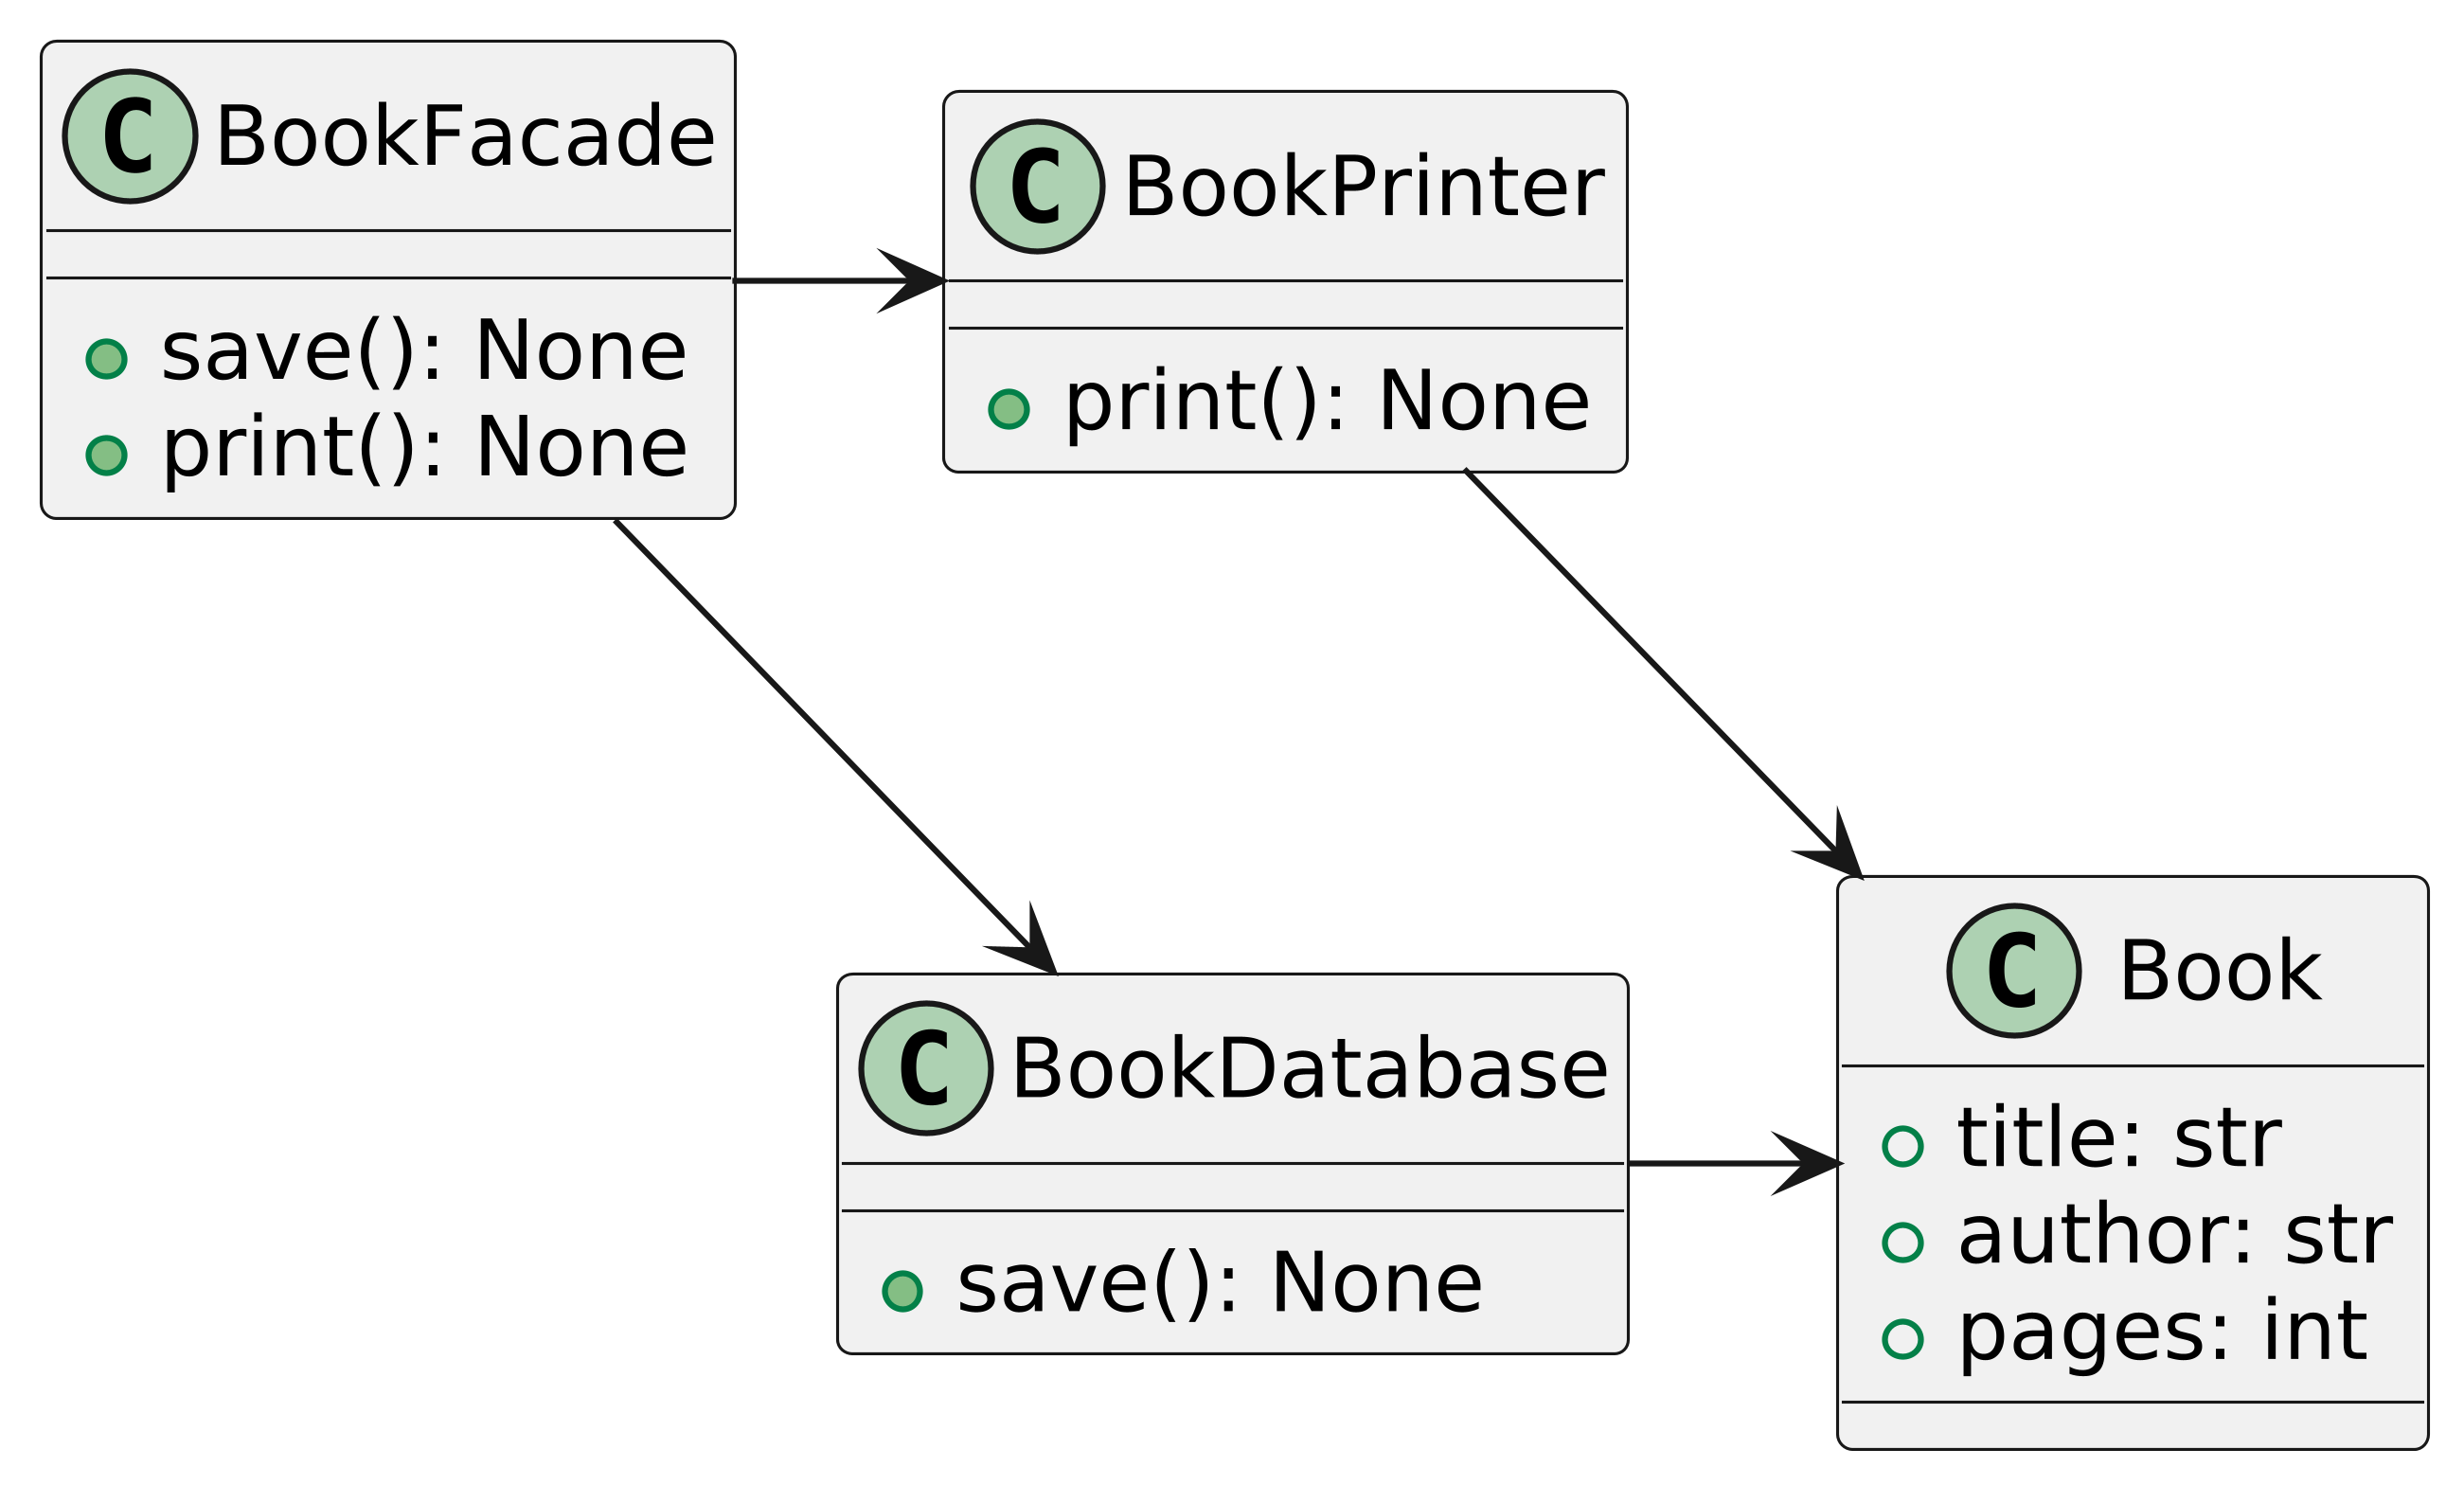 C BookFacade
save(): None
print(): None
C BookPrinter
print(): None
C BookDatabase
save(): None
C Book
title: str
author: str
pages: int